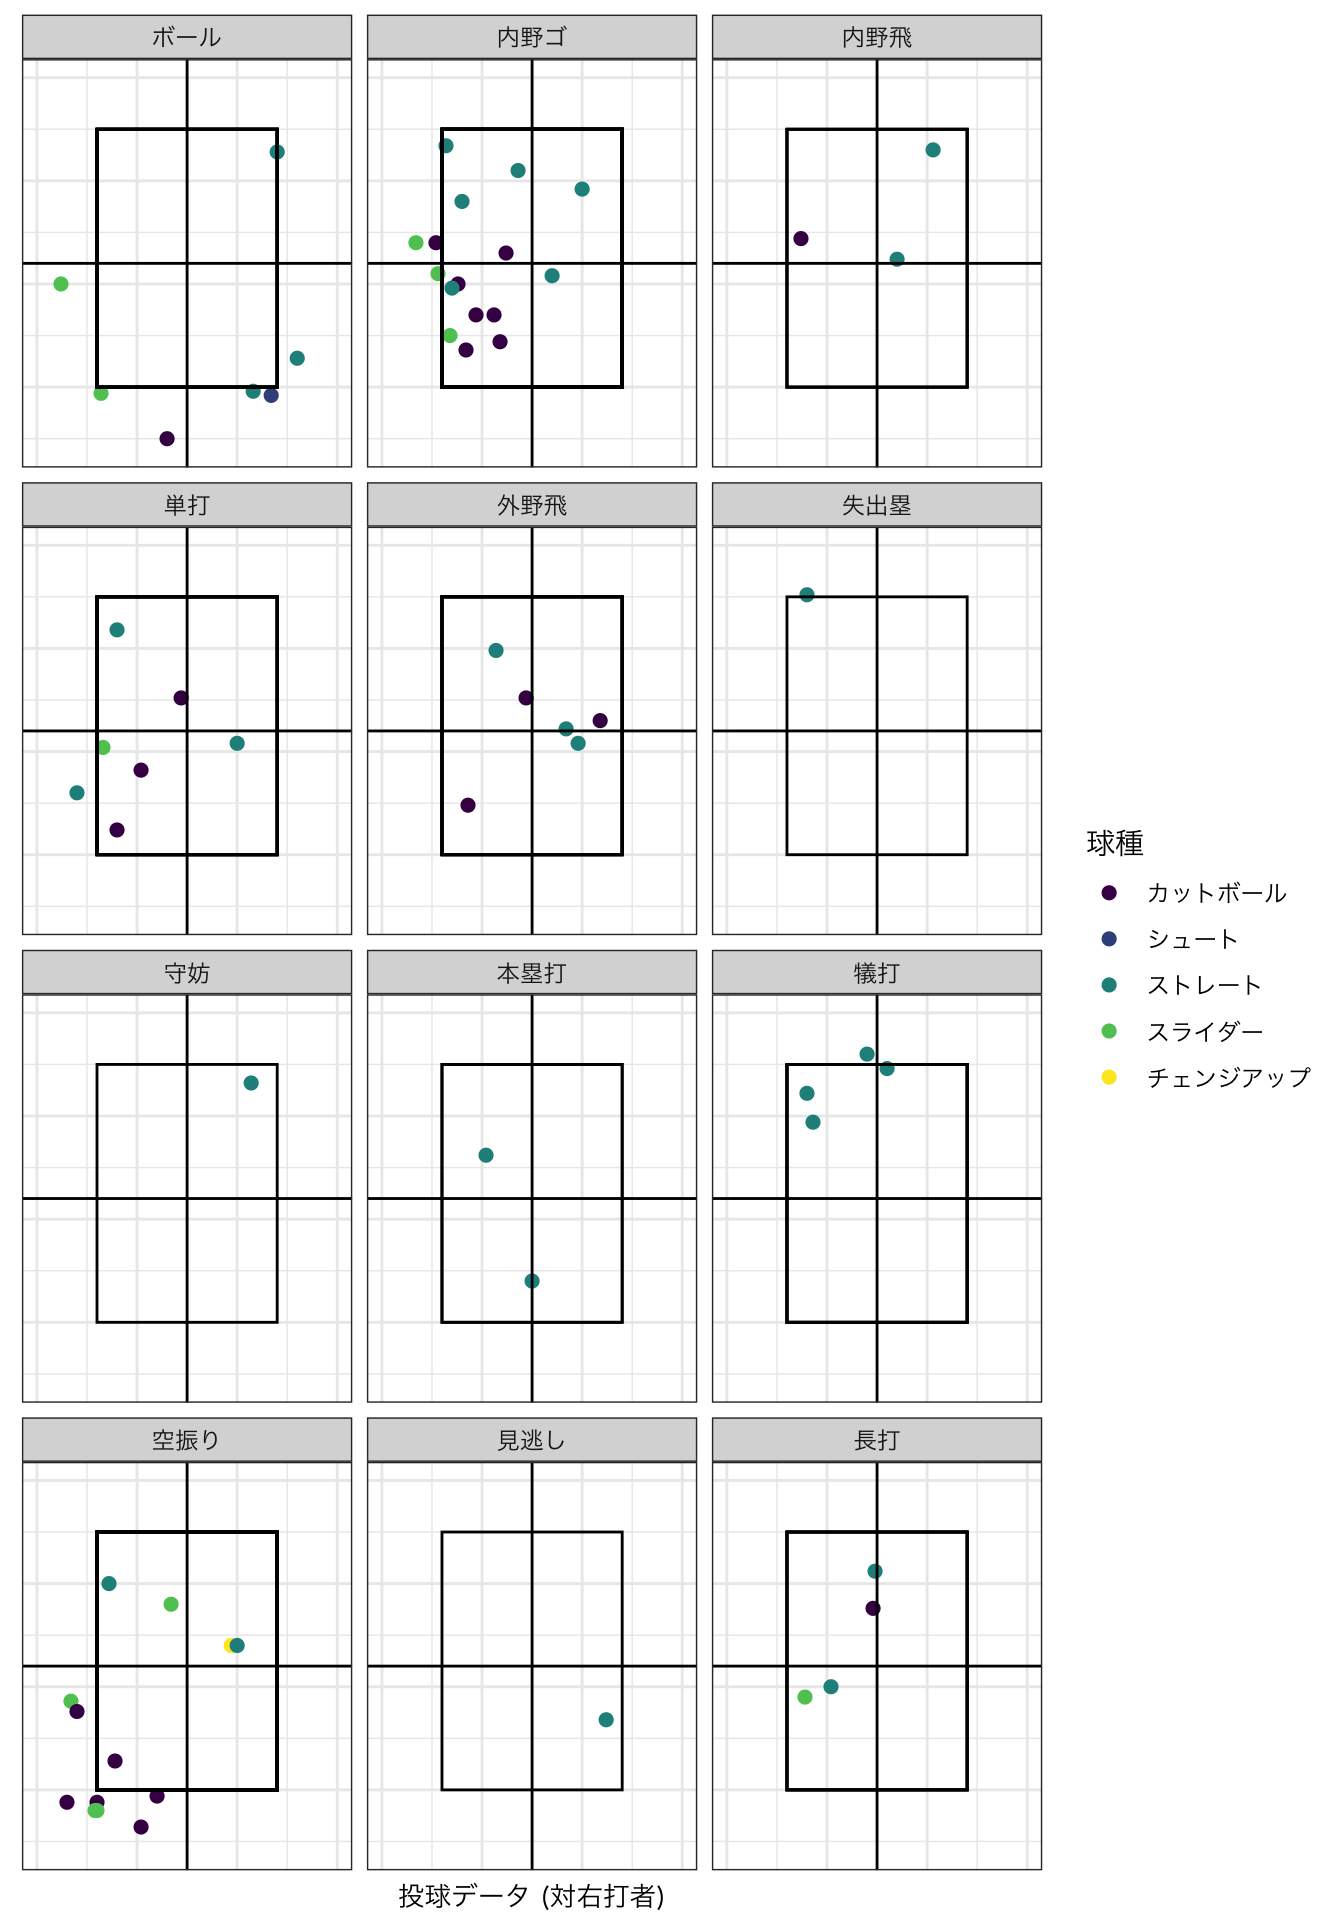 ボール
内野ゴ
内野飛
単打
外野飛
失出塁
守妨
本塁打
犠打
空振り
見逃し
長打
球種
カットボール
シュート
ストレート
スライダー
チェンジアップ
投球データ (対右打者)